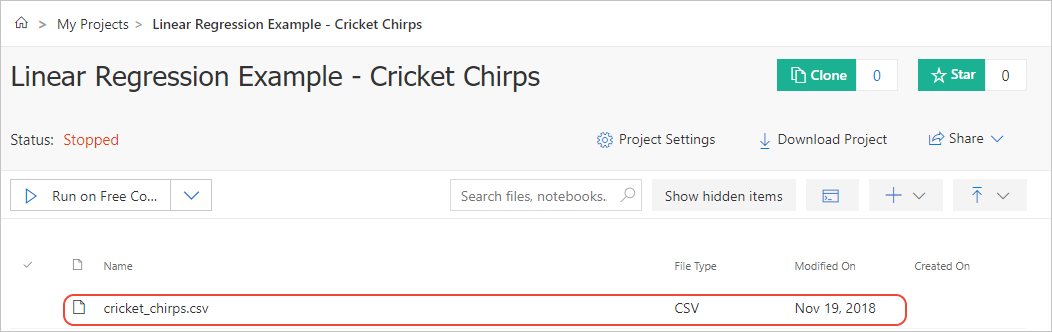 > My Projects > Linear Regression Example - Cricket Chirps
Linear Regression Example - Cricket Chirps
Clone 0 Star 0
Status: Stopped Project Settings Download Project Share
Run on Free Co... Search files, notebooks.. Show hidden items
Name File Type Modified On Created On
cricket_chirps.csv CSV Nov 19, 2018